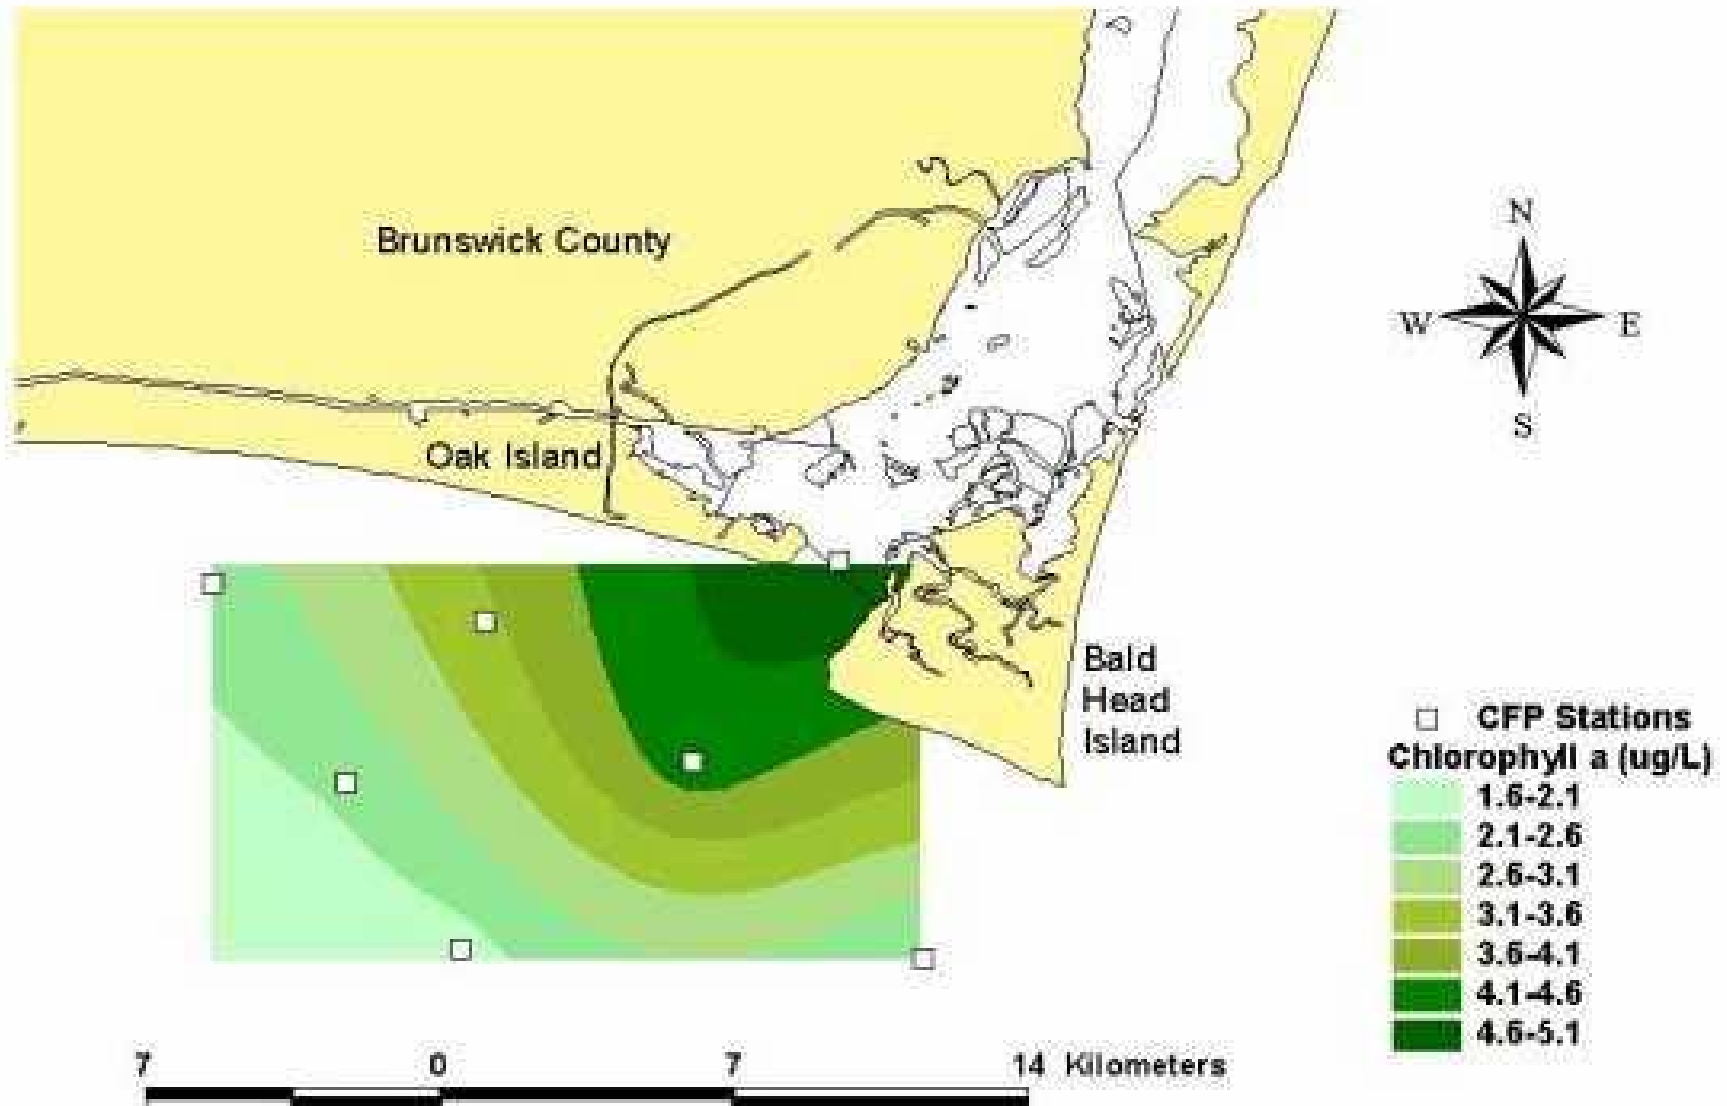 Brunswick County
N
W
E
S
Oak Island
Bald
Head
Island
CFP Stations
Chlorophyll a (ug/L)
1.6-2.1
2.1-2.6
2.6-3.1
3.1-3.6
3.6-4.1
4.1-4.6
4.6-5.1
7 0 7 14 Kilometers